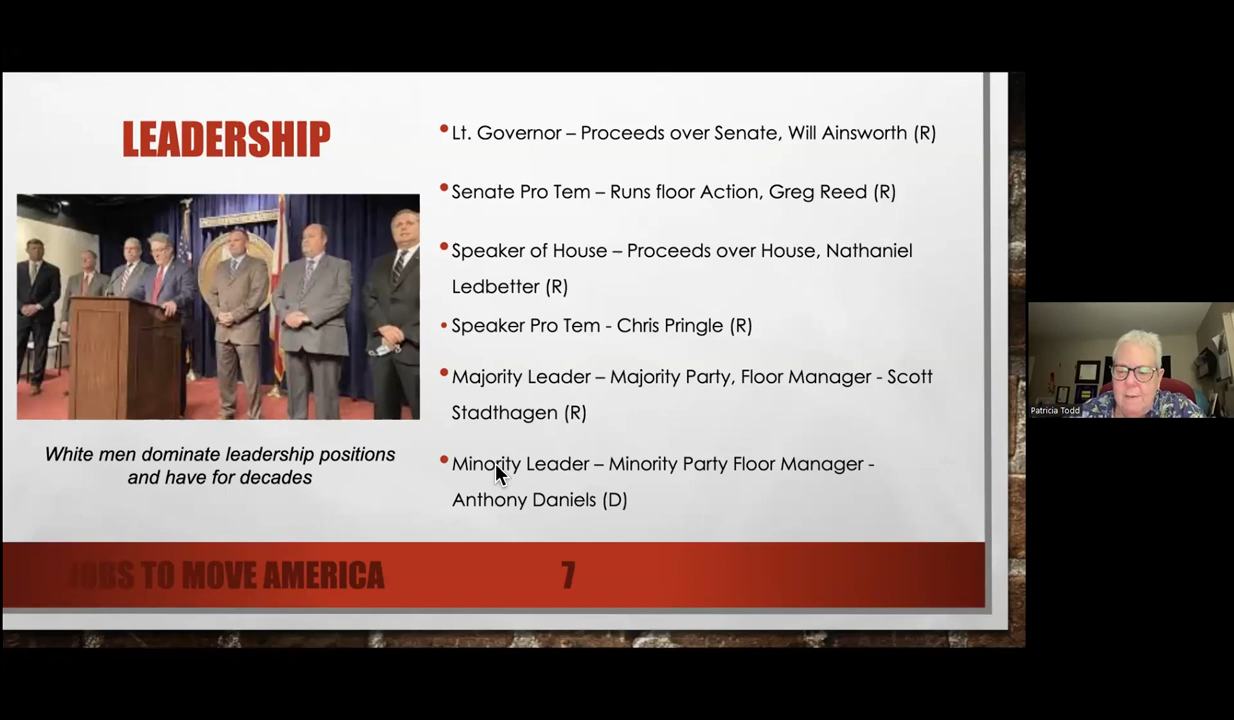 LEADERSHIP
White men dominate leadership positions
and have for decades
Lt. Governor – Proceeds over Senate, Will Ainsworth (R)
Senate Pro Tem – Runs floor Action, Greg Reed (R)
Speaker of House – Proceeds over House, Nathaniel
Ledbetter (R)
Speaker Pro Tem - Chris Pringle (R)
Majority Leader – Majority Party, Floor Manager - Scott
Stadthagen (R)
Minority Leader – Minority Party Floor Manager -
Anthony Daniels (D)
JOBS TO MOVE AMERICA
7
Patricia Todd